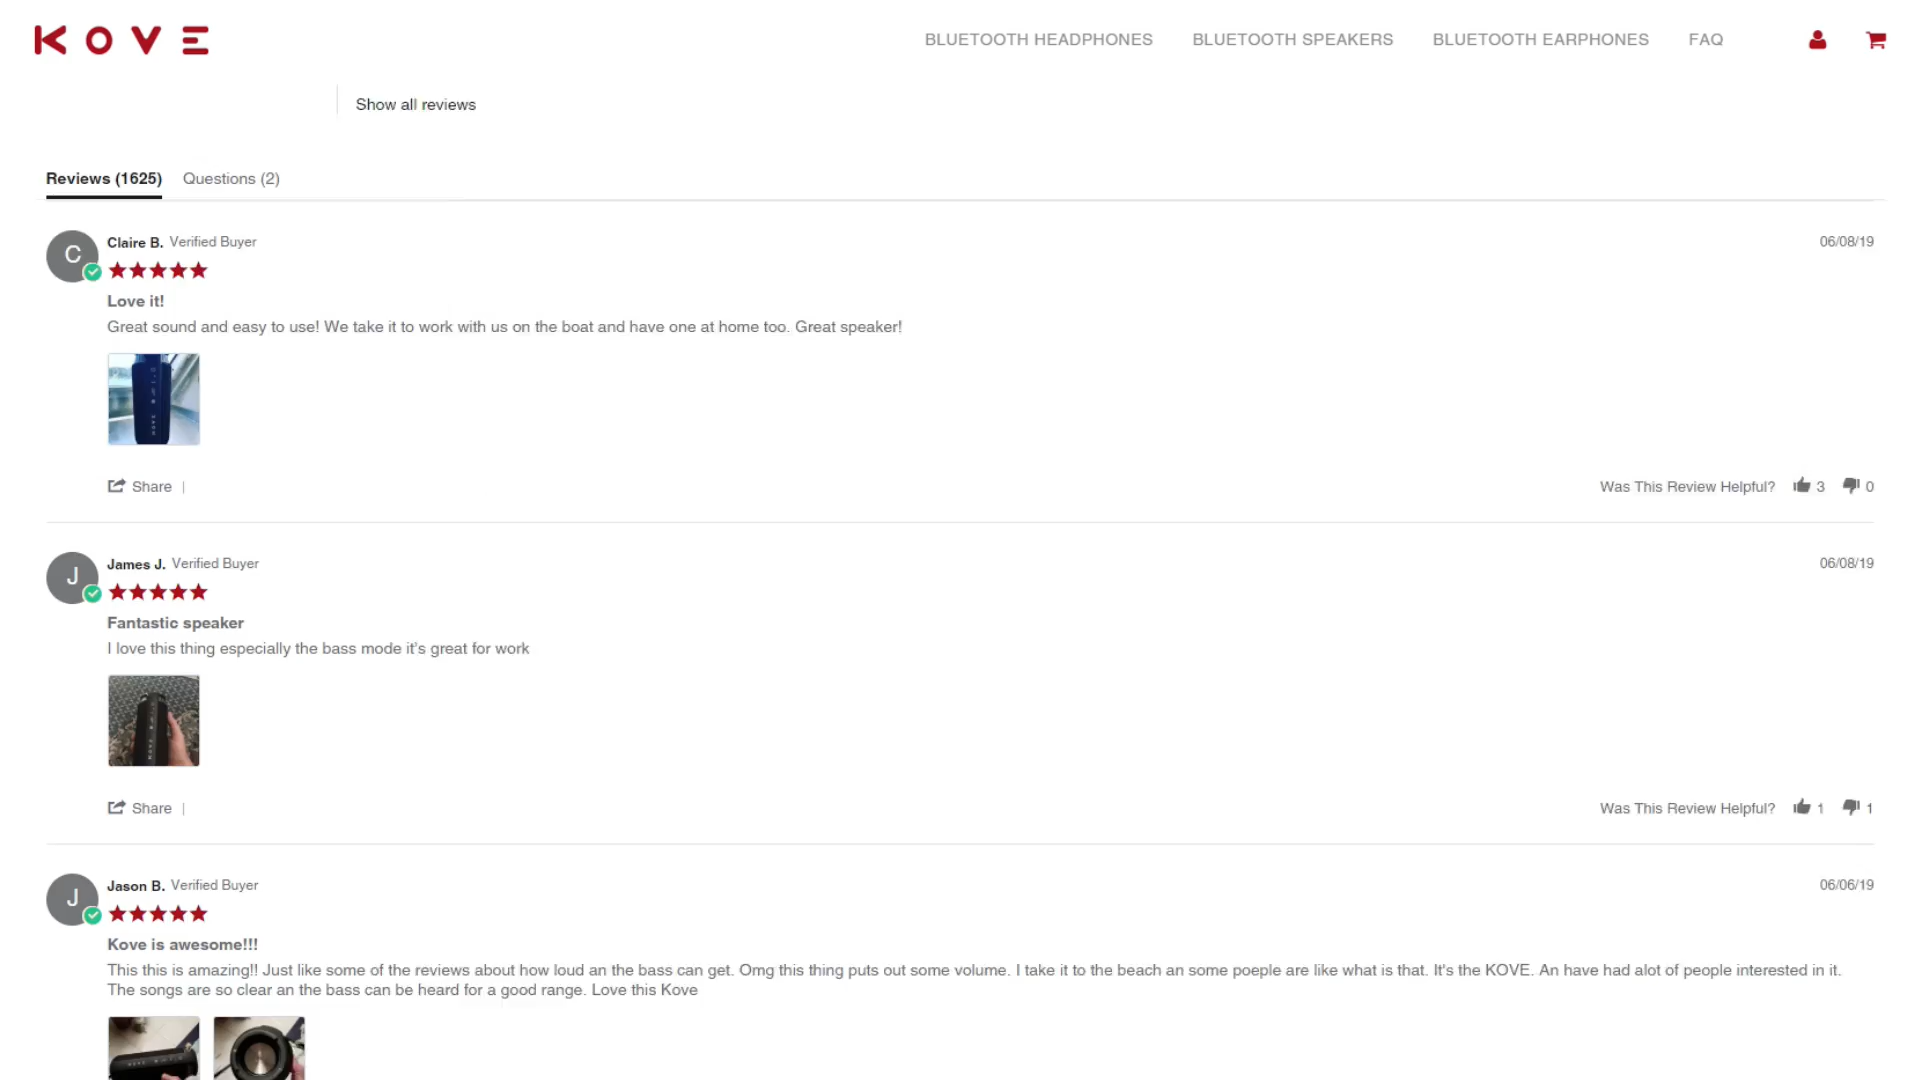 KOVE
BLUETOOTH HEADPHONES
BLUETOOTH SPEAKERS
BLUETOOTH EARPHONES
FAQ
Show all reviews
Reviews (1625)
Questions (2)
C
Claire B. Verified Buyer
06/08/19
Love it!
Great sound and easy to use! We take it to work with us on the boat and have one at home too. Great speaker!
KOVE
Share |
Was This Review Helpful? 3 0
J
James J. Verified Buyer
06/08/19
Fantastic speaker
I love this thing especially the bass mode it's great for work
KOVE
Share |
Was This Review Helpful? 1 1
J
Jason B. Verified Buyer
06/06/19
Kove is awesome!!!
This this is amazing!! Just like some of the reviews about how loud an the bass can get. Omg this thing puts out some volume. I take it to the beach an some poeple are like what is that. It's the KOVE. An have had alot of people interested in it.
The songs are so clear an the bass can be heard for a good range. Love this Kove